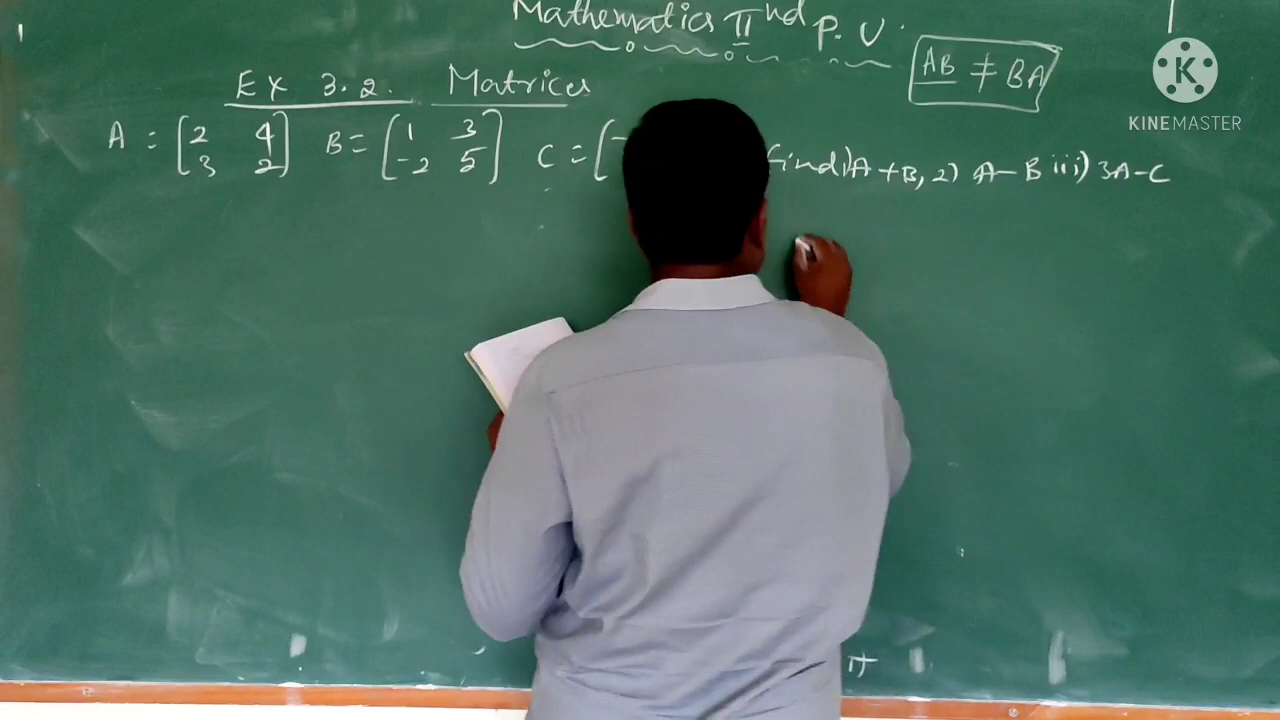 Mathematics IInd P. U.
AB ≠ BA
KINEMASTER
Ex 3.2. Matrices
A = [2 4 B = [1 3 C = [- find i) A + B, 2) A - B iii) 3A - C
3 2] -2 5]